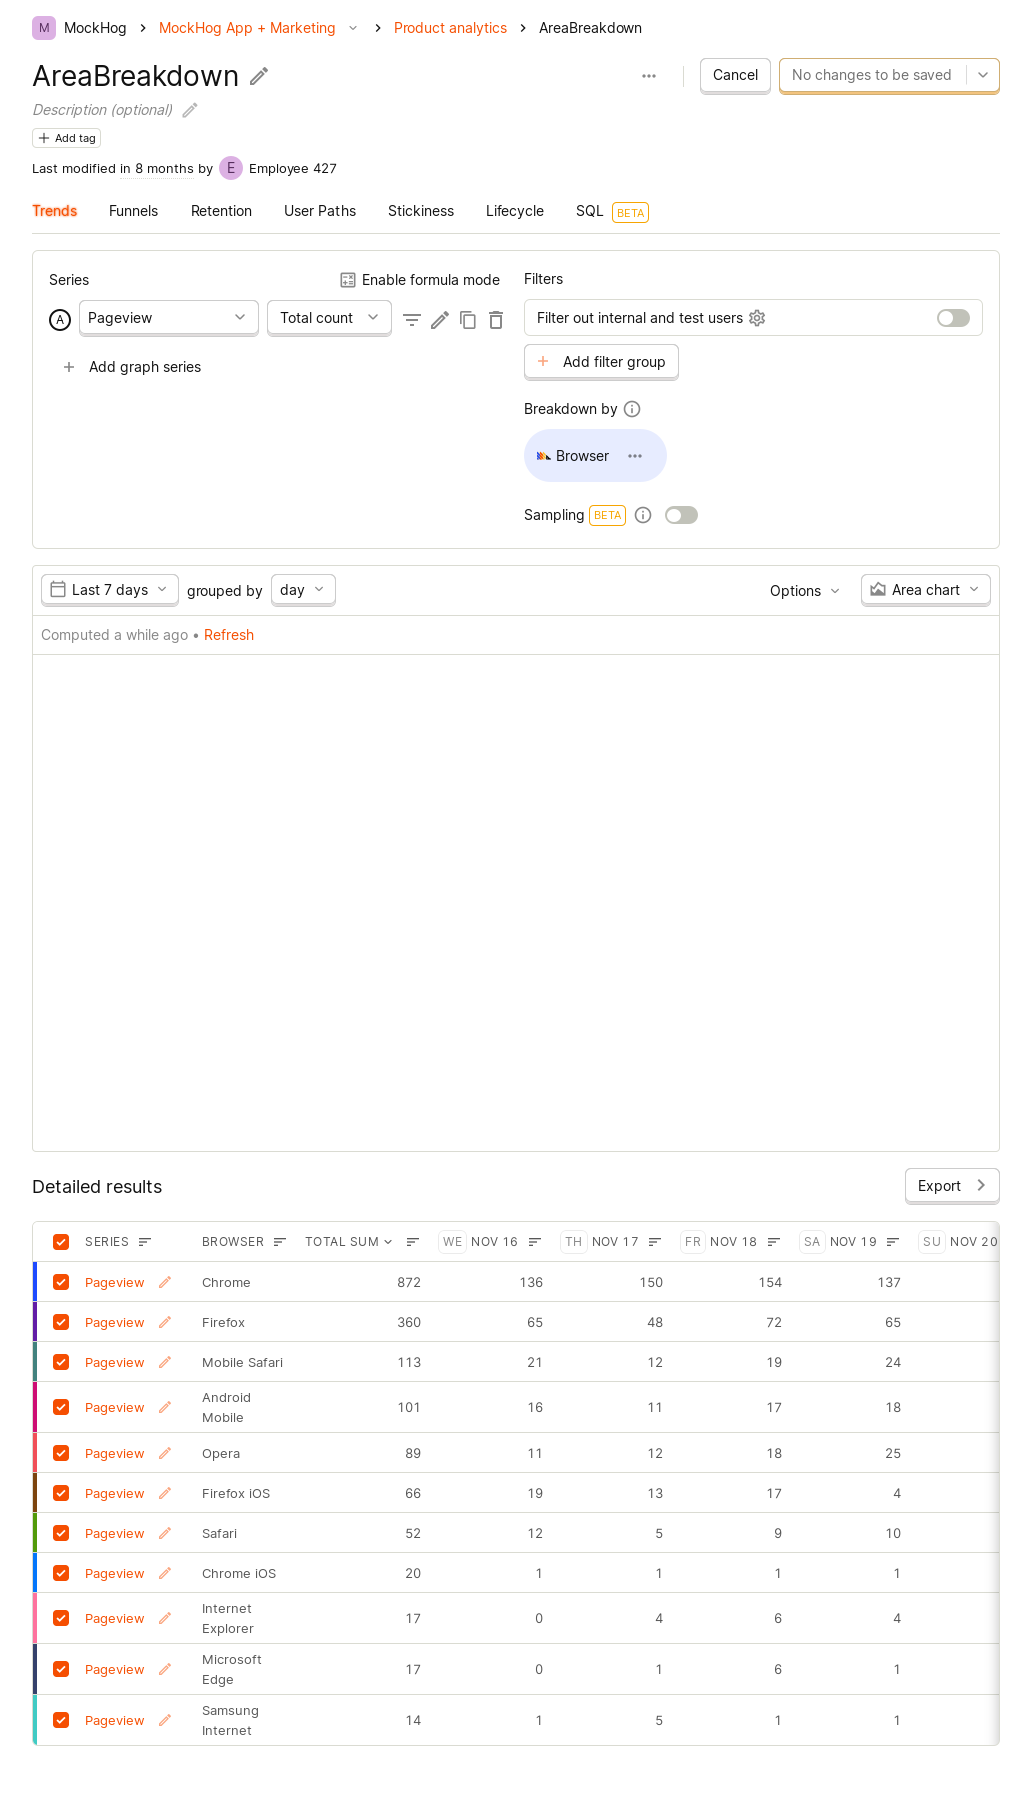 M MockHog MockHog App + Marketing Product analytics AreaBreakdown
AreaBreakdown Cancel No changes to be saved
Description (optional)
Add tag
Last modified in 8 months by E Employee 427
Trends Funnels Retention User Paths Stickiness Lifecycle SQL BETA
Series Enable formula mode
A Pageview Total count
Add graph series
Filters
Filter out internal and test users
Add filter group
Breakdown by
Browser
Sampling BETA
Last 7 days grouped by day Options Area chart
Computed a while ago • Refresh
Detailed results Export
SERIES BROWSER TOTAL SUM WE NOV 16 TH NOV 17 FR NOV 18 SA NOV 19 SU NOV 20
Pageview Chrome 872 136 150 154 137
Pageview Firefox 360 65 48 72 65
Pageview Mobile Safari 113 21 12 19 24
Pageview Android Mobile 101 16 11 17 18
Pageview Opera 89 11 12 18 25
Pageview Firefox iOS 66 19 13 17 4
Pageview Safari 52 12 5 9 10
Pageview Chrome iOS 20 1 1 1 1
Pageview Internet Explorer 17 0 4 6 4
Pageview Microsoft Edge 17 0 1 6 1
Pageview Samsung Internet 14 1 5 1 1